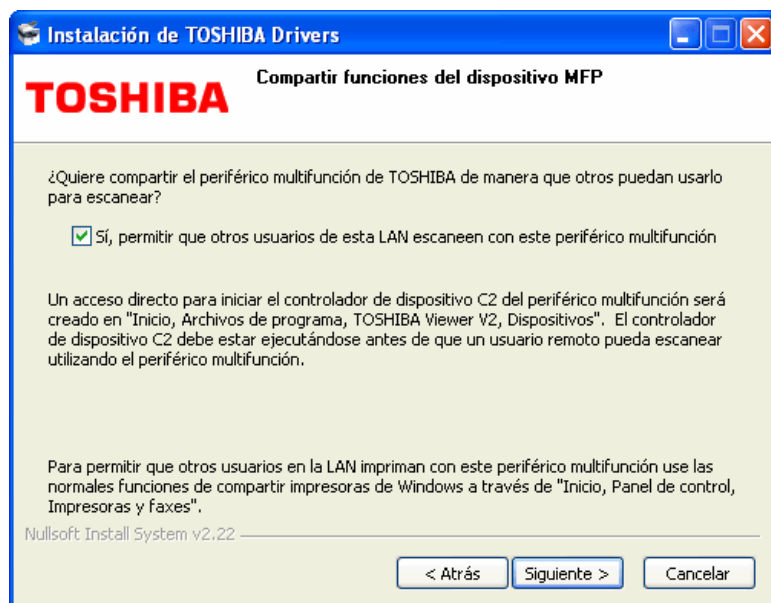 Instalación de TOSHIBA Drivers
TOSHIBA
Compartir funciones del dispositivo MFP
¿Quiere compartir el periférico multifunción de TOSHIBA de manera que otros puedan usarlo
para escanear?
Sí, permitir que otros usuarios de esta LAN escaneen con este periférico multifunción
Un acceso directo para iniciar el controlador de dispositivo C2 del periférico multifunción será
creado en "Inicio, Archivos de programa, TOSHIBA Viewer V2, Dispositivos".  El controlador
de dispositivo C2 debe estar ejecutándose antes de que un usuario remoto pueda escanear
utilizando el periférico multifunción.
Para permitir que otros usuarios en la LAN impriman con este periférico multifunción use las
normales funciones de compartir impresoras de Windows a través de "Inicio, Panel de control,
Impresoras y faxes".
Nullsoft Install System v2.22
< Atrás
Siguiente >
Cancelar